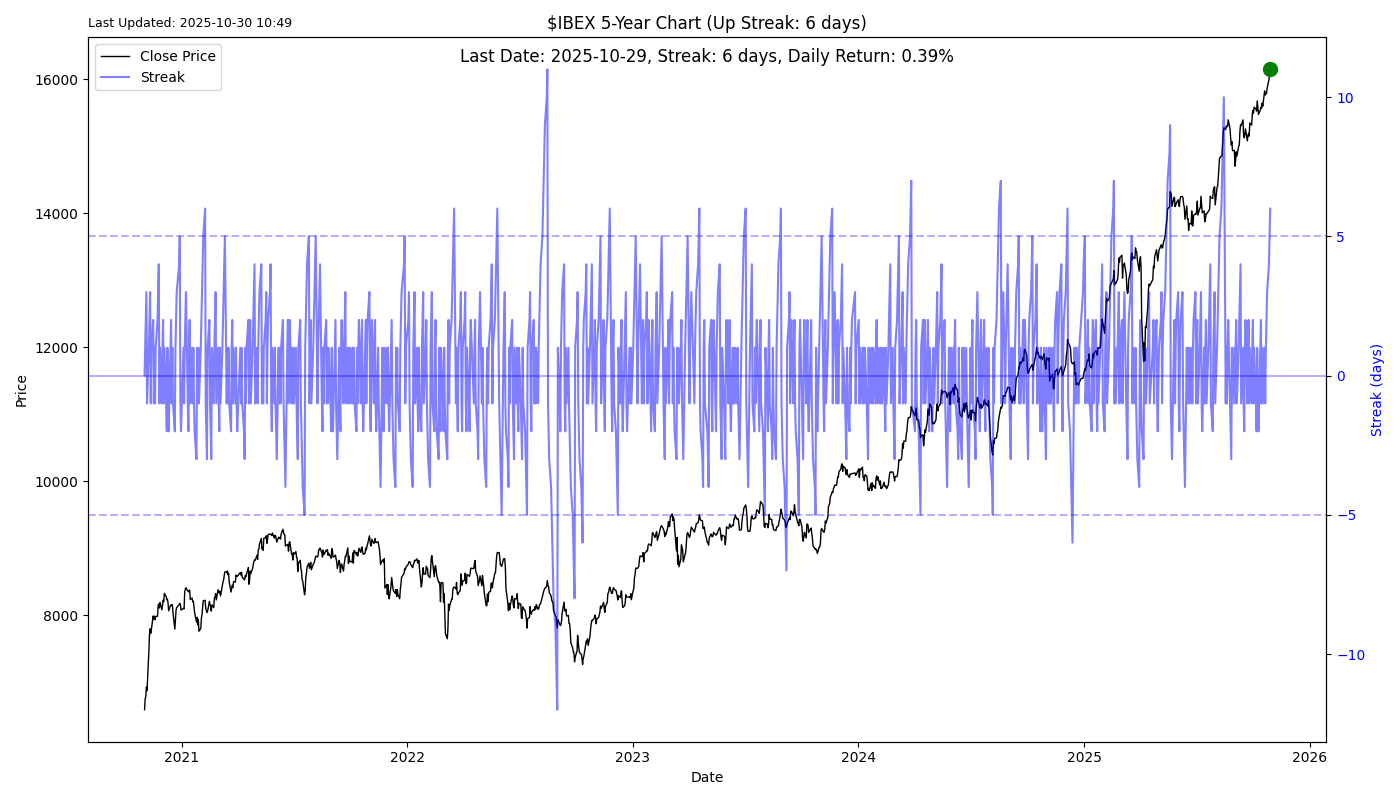 Last Updated: 2025-10-30 10:49
$IBEX 5-Year Chart (Up Streak: 6 days)
Last Date: 2025-10-29, Streak: 6 days, Daily Return: 0.39%
Close Price
Streak
16000
14000
12000
10000
8000
Price
10
5
0
−5
−10
Streak (days)
2021
2022
2023
2024
2025
2026
Date